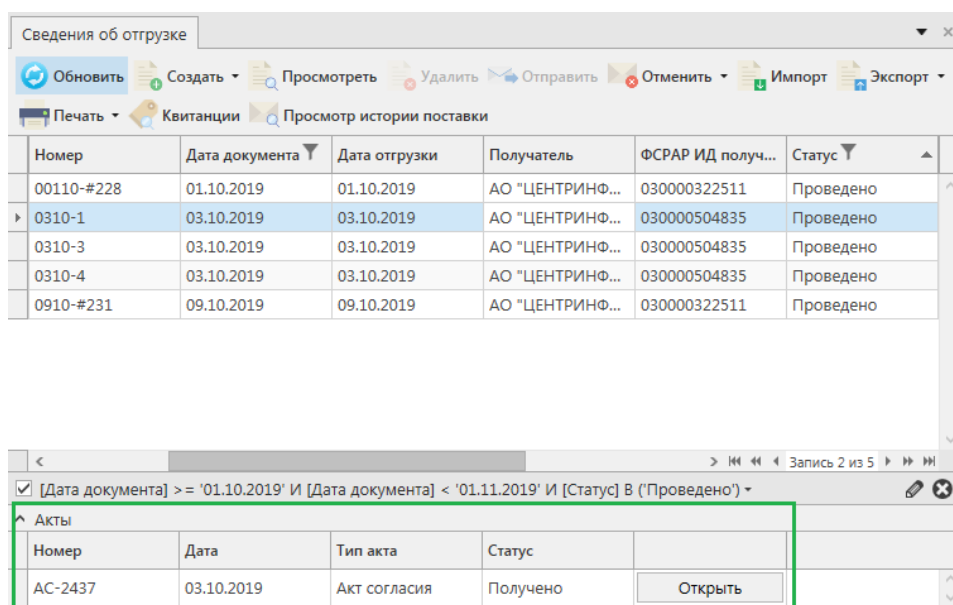 Сведения об отгрузке
Обновить Создать Просмотреть Удалить Отправить Отменить Импорт Экспорт
Печать Квитанции Просмотр истории поставки
Номер Дата документа Дата отгрузки Получатель ФСРАР ИД получ... Статус
00110-#228 01.10.2019 01.10.2019 АО "ЦЕНТРИНФ... 030000322511 Проведено
0310-1 03.10.2019 03.10.2019 АО "ЦЕНТРИНФ... 030000504835 Проведено
0310-3 03.10.2019 03.10.2019 АО "ЦЕНТРИНФ... 030000504835 Проведено
0310-4 03.10.2019 03.10.2019 АО "ЦЕНТРИНФ... 030000504835 Проведено
0910-#231 09.10.2019 09.10.2019 АО "ЦЕНТРИНФ... 030000322511 Проведено
Запись 2 из 5
[Дата документа] >= '01.10.2019' И [Дата документа] < '01.11.2019' И [Статус] В ('Проведено')
Акты
Номер Дата Тип акта Статус
АС-2437 03.10.2019 Акт согласия Получено Открыть